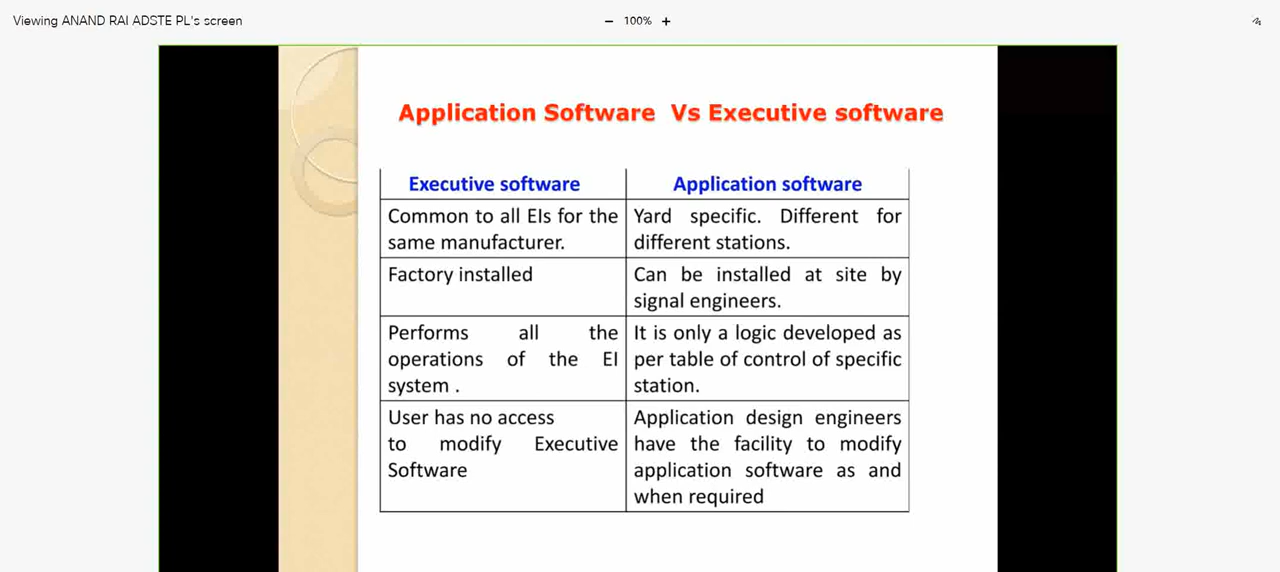 Viewing ANAND RAI ADSTE PL's screen
− 100% +
Application Software Vs Executive software
Executive software
Application software
Common to all EIs for the
same manufacturer.
Yard specific. Different for
different stations.
Factory installed
Can be installed at site by
signal engineers.
Performs all the
operations of the EI
system .
It is only a logic developed as
per table of control of specific
station.
User has no access
to modify Executive
Software
Application design engineers
have the facility to modify
application software as and
when required